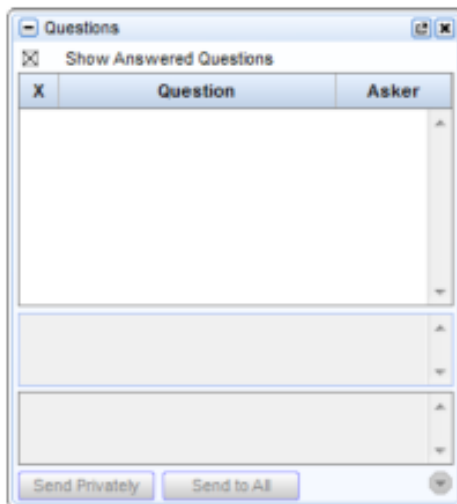 Questions
Show Answered Questions
X Question Asker
Send Privately Send to All